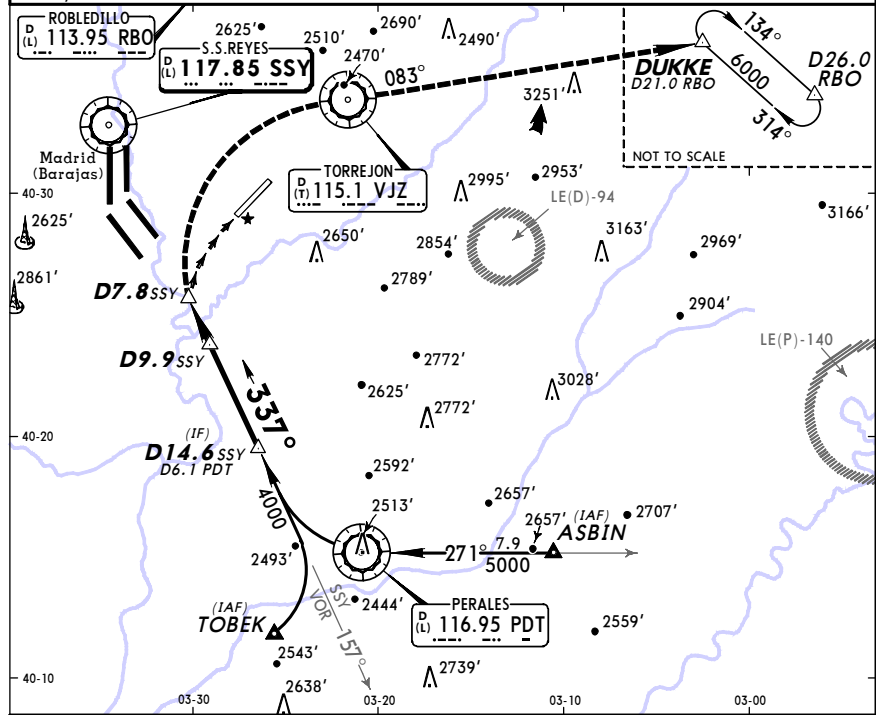 ROBLEDILLO
D
(L) 113.95 RBO
S.S.REYES
D
(L) 117.85 SSY
2625'
2510'
2690'
2490'
2470'
083°
3251'
134°
6000
314°
DUKKE
D21.0 RBO
D26.0
RBO
NOT TO SCALE
Madrid
(Barajas)
TORREJON
D
(T) 115.1 VJZ
40-30
2625'
2861'
2650'
2995'
2953'
LE(D)-94
2854'
2789'
3163'
2969'
3166'
2904'
D7.8 SSY
D9.9 SSY
337°
2772'
2625'
2772'
3028'
LE(P)-140
40-20
(IF)
D14.6 SSY
D6.1 PDT
4000
2592'
2513'
2657'
2657'
(IAF)
ASBIN
2707'
271° 7.9
5000
2493'
(IAF)
TOBEK
SSY
VOR 157°
2444'
PERALES
D
(L) 116.95 PDT
2559'
2543'
2739'
2638'
40-10
03-30
03-20
03-10
03-00